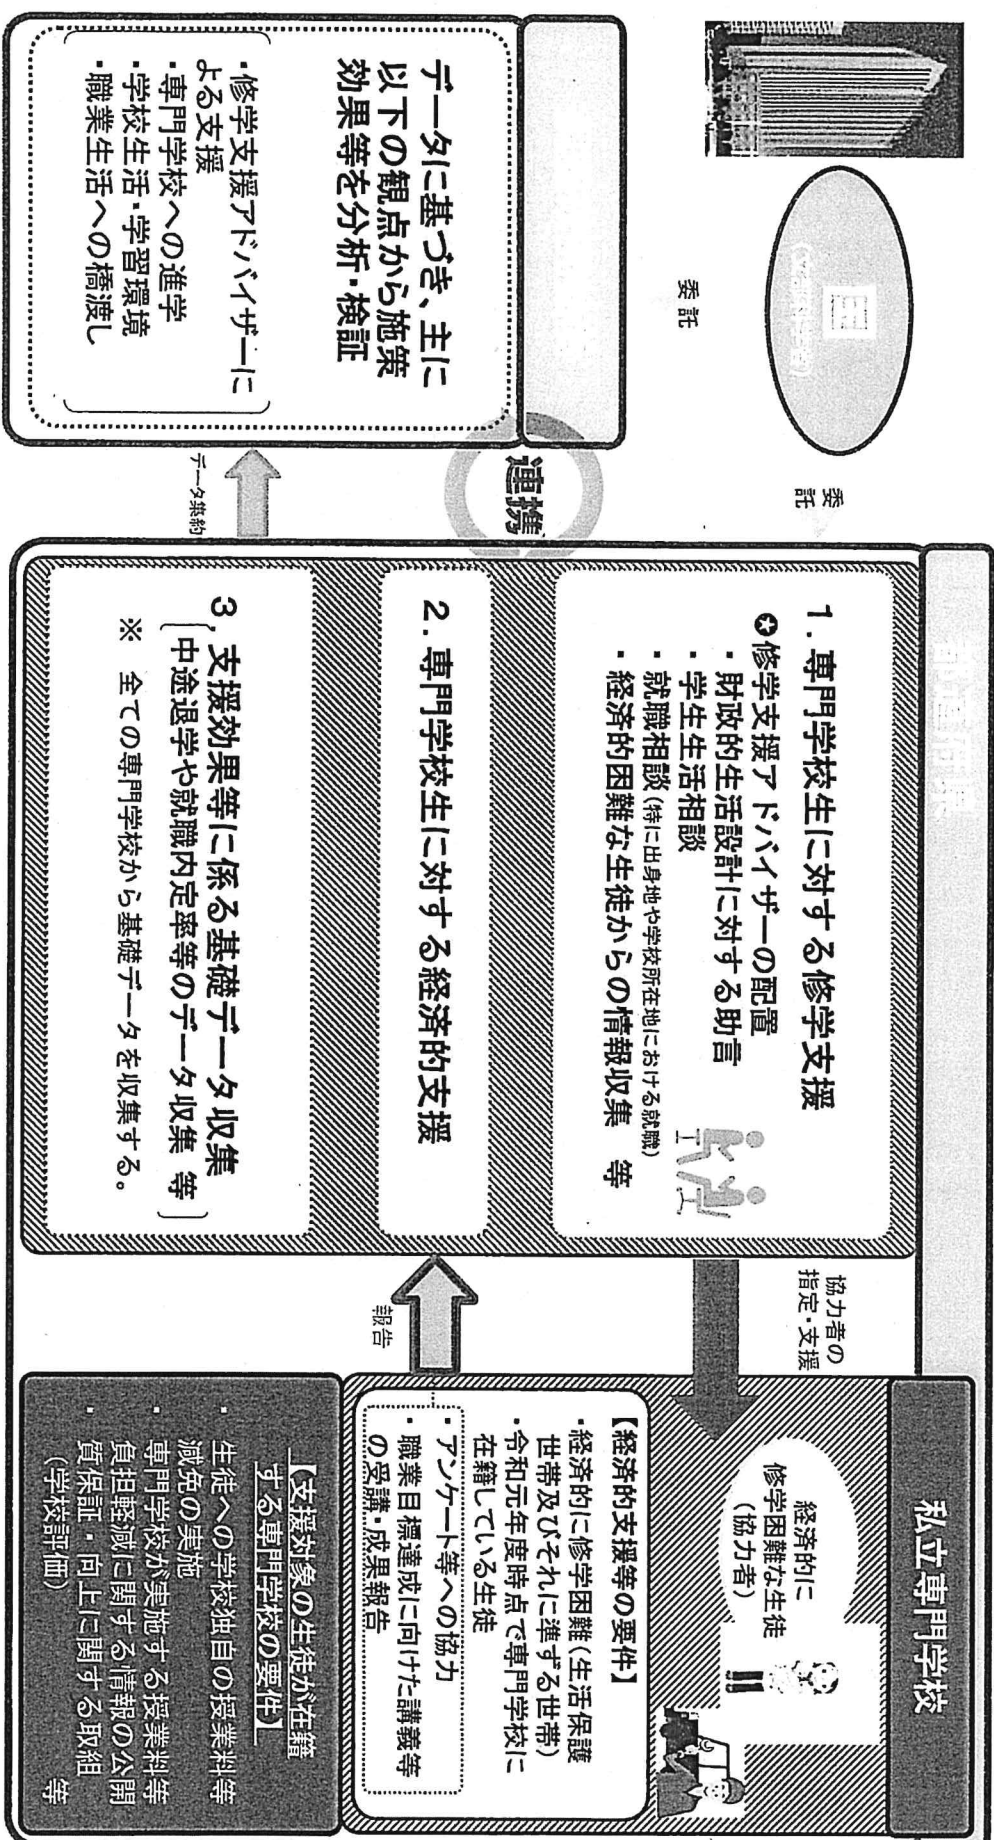 国
(文部科学省)
委託
委託
データに基づき、主に
以下の観点から施策
効果等を分析・検証
・修学支援アドバイザーに
よる支援
・専門学校への進学
・学校生活・学習環境
・職業生活への橋渡し
連携
データ集約
都道府県
1.専門学校生に対する修学支援
✪修学支援アドバイザーの配置
・財政的生活設計に対する助言
・学生生活相談
・就職相談(特に出身地や学校所在地における就職)
・経済的困難な生徒からの情報収集 等
2.専門学校生に対する経済的支援
3.支援効果等に係る基礎データ収集
〔中途退学や就職内定率等のデータ収集 等〕
※ 全ての専門学校から基礎データを収集する。
協力者の
指定・支援
報告
私立専門学校
経済的に
修学困難な生徒
(協力者)
【経済的支援等の要件】
・経済的に修学困難(生活保護
世帯及びそれに準ずる世帯)
・令和元年度時点で専門学校に
在籍している生徒
・アンケート等への協力
・職業目標達成に向けた講義等
の受講・成果報告
【支援対象の生徒が在籍
する専門学校の要件】
・生徒への学校独自の授業料等
減免の実施
・専門学校が実施する授業料等
負担軽減に関する情報の公開
・質保証・向上に関する取組
(学校評価) 等